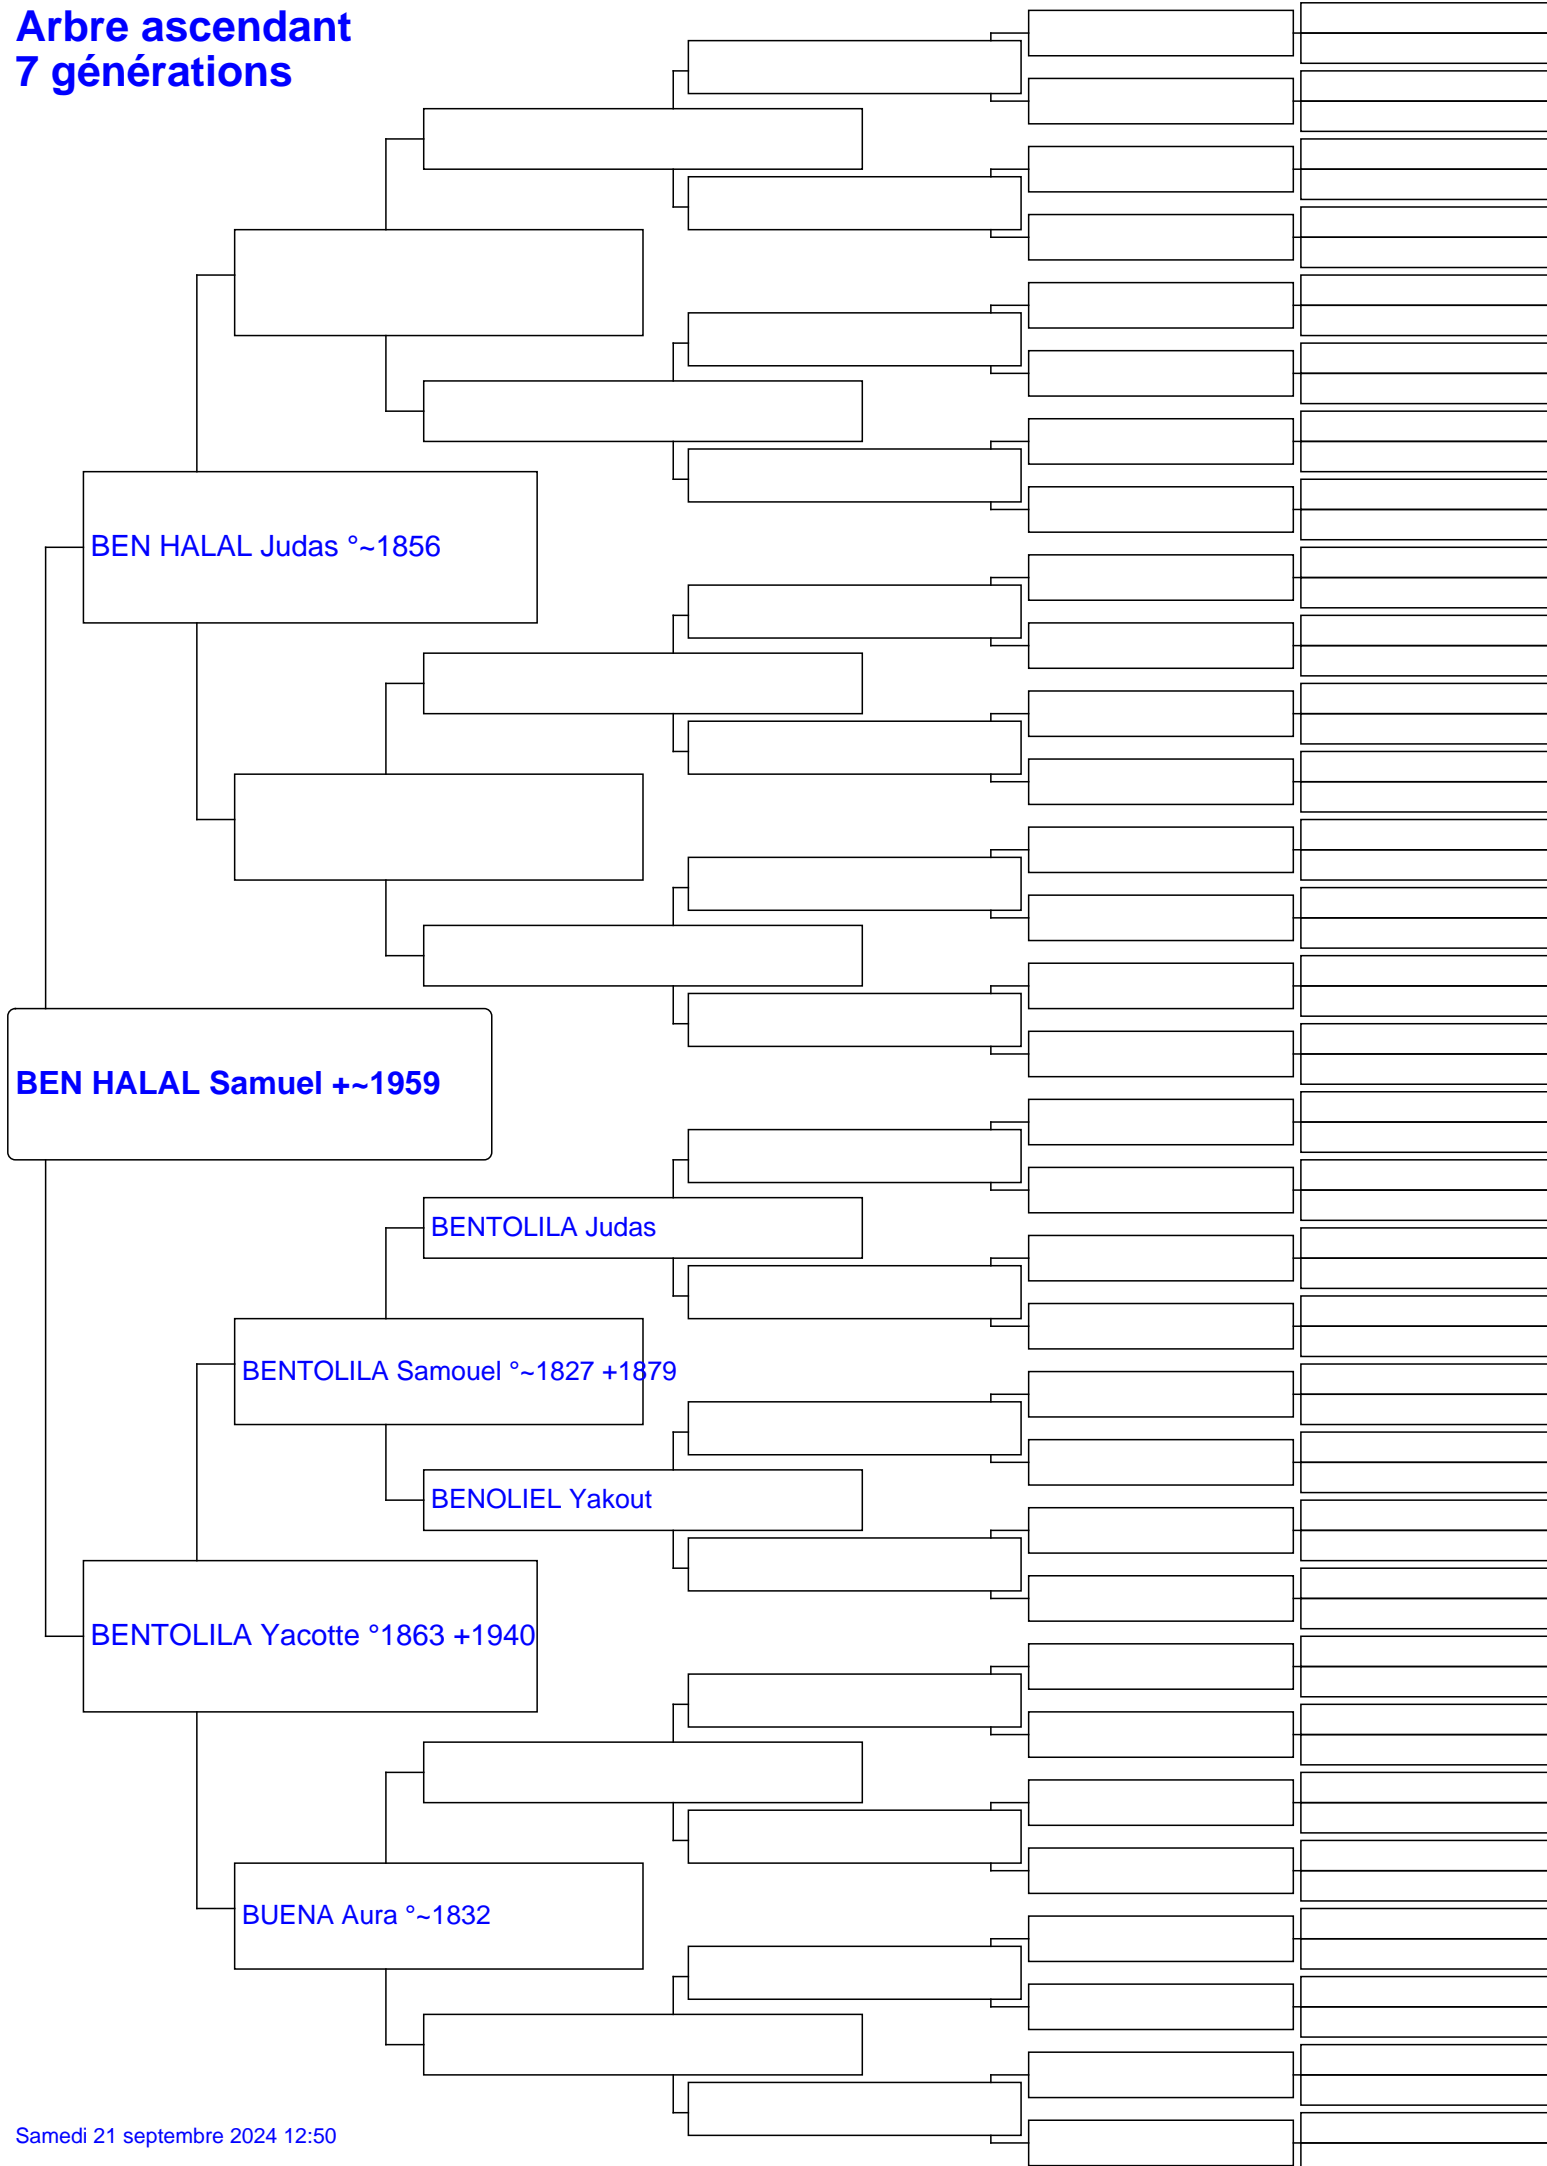 Arbre ascendant
7 générations
BEN HALAL Judas °~1856
BEN HALAL Samuel +~1959
BENTOLILA Judas
BENTOLILA Samouel °~1827 +1879
BENOLIEL Yakout
BENTOLILA Yacotte °1863 +1940
BUENA Aura °~1832
Samedi 21 septembre 2024 12:50